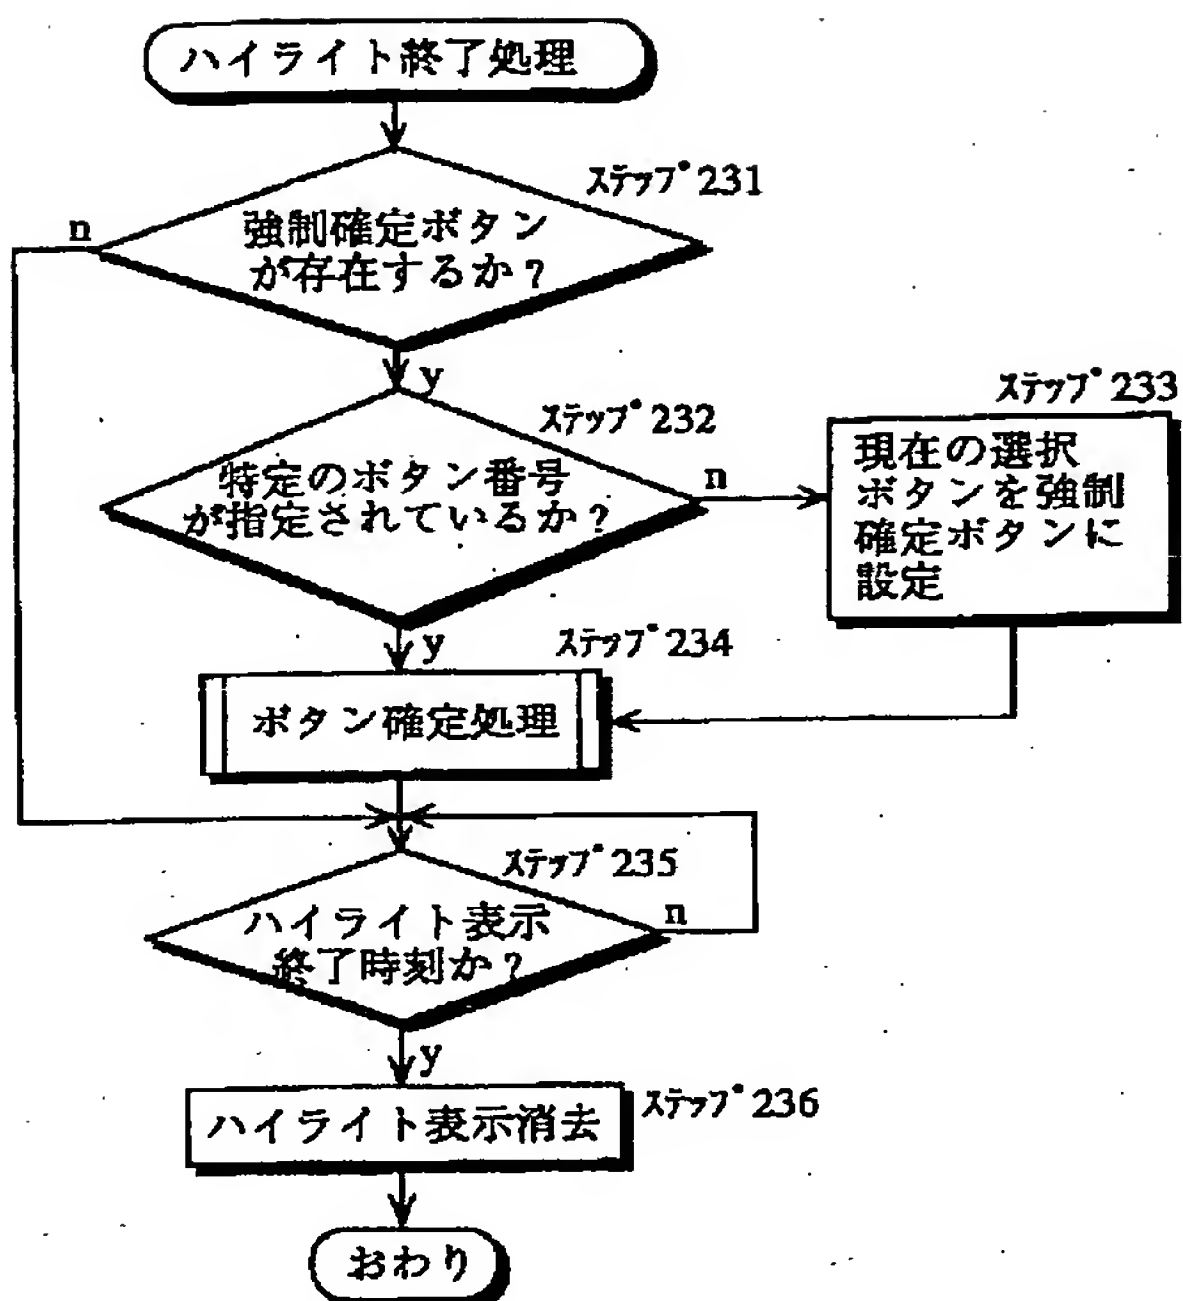 ハイライト終了処理
ステップ231
n
強制確定ボタン
が存在するか？
y
ステップ232
特定のボタン番号
が指定されているか？
n
ステップ233
現在の選択
ボタンを強制
確定ボタンに
設定
y
ステップ234
ボタン確定処理
ステップ235
ハイライト表示
終了時刻か？
n
y
ハイライト表示消去
ステップ236
おわり